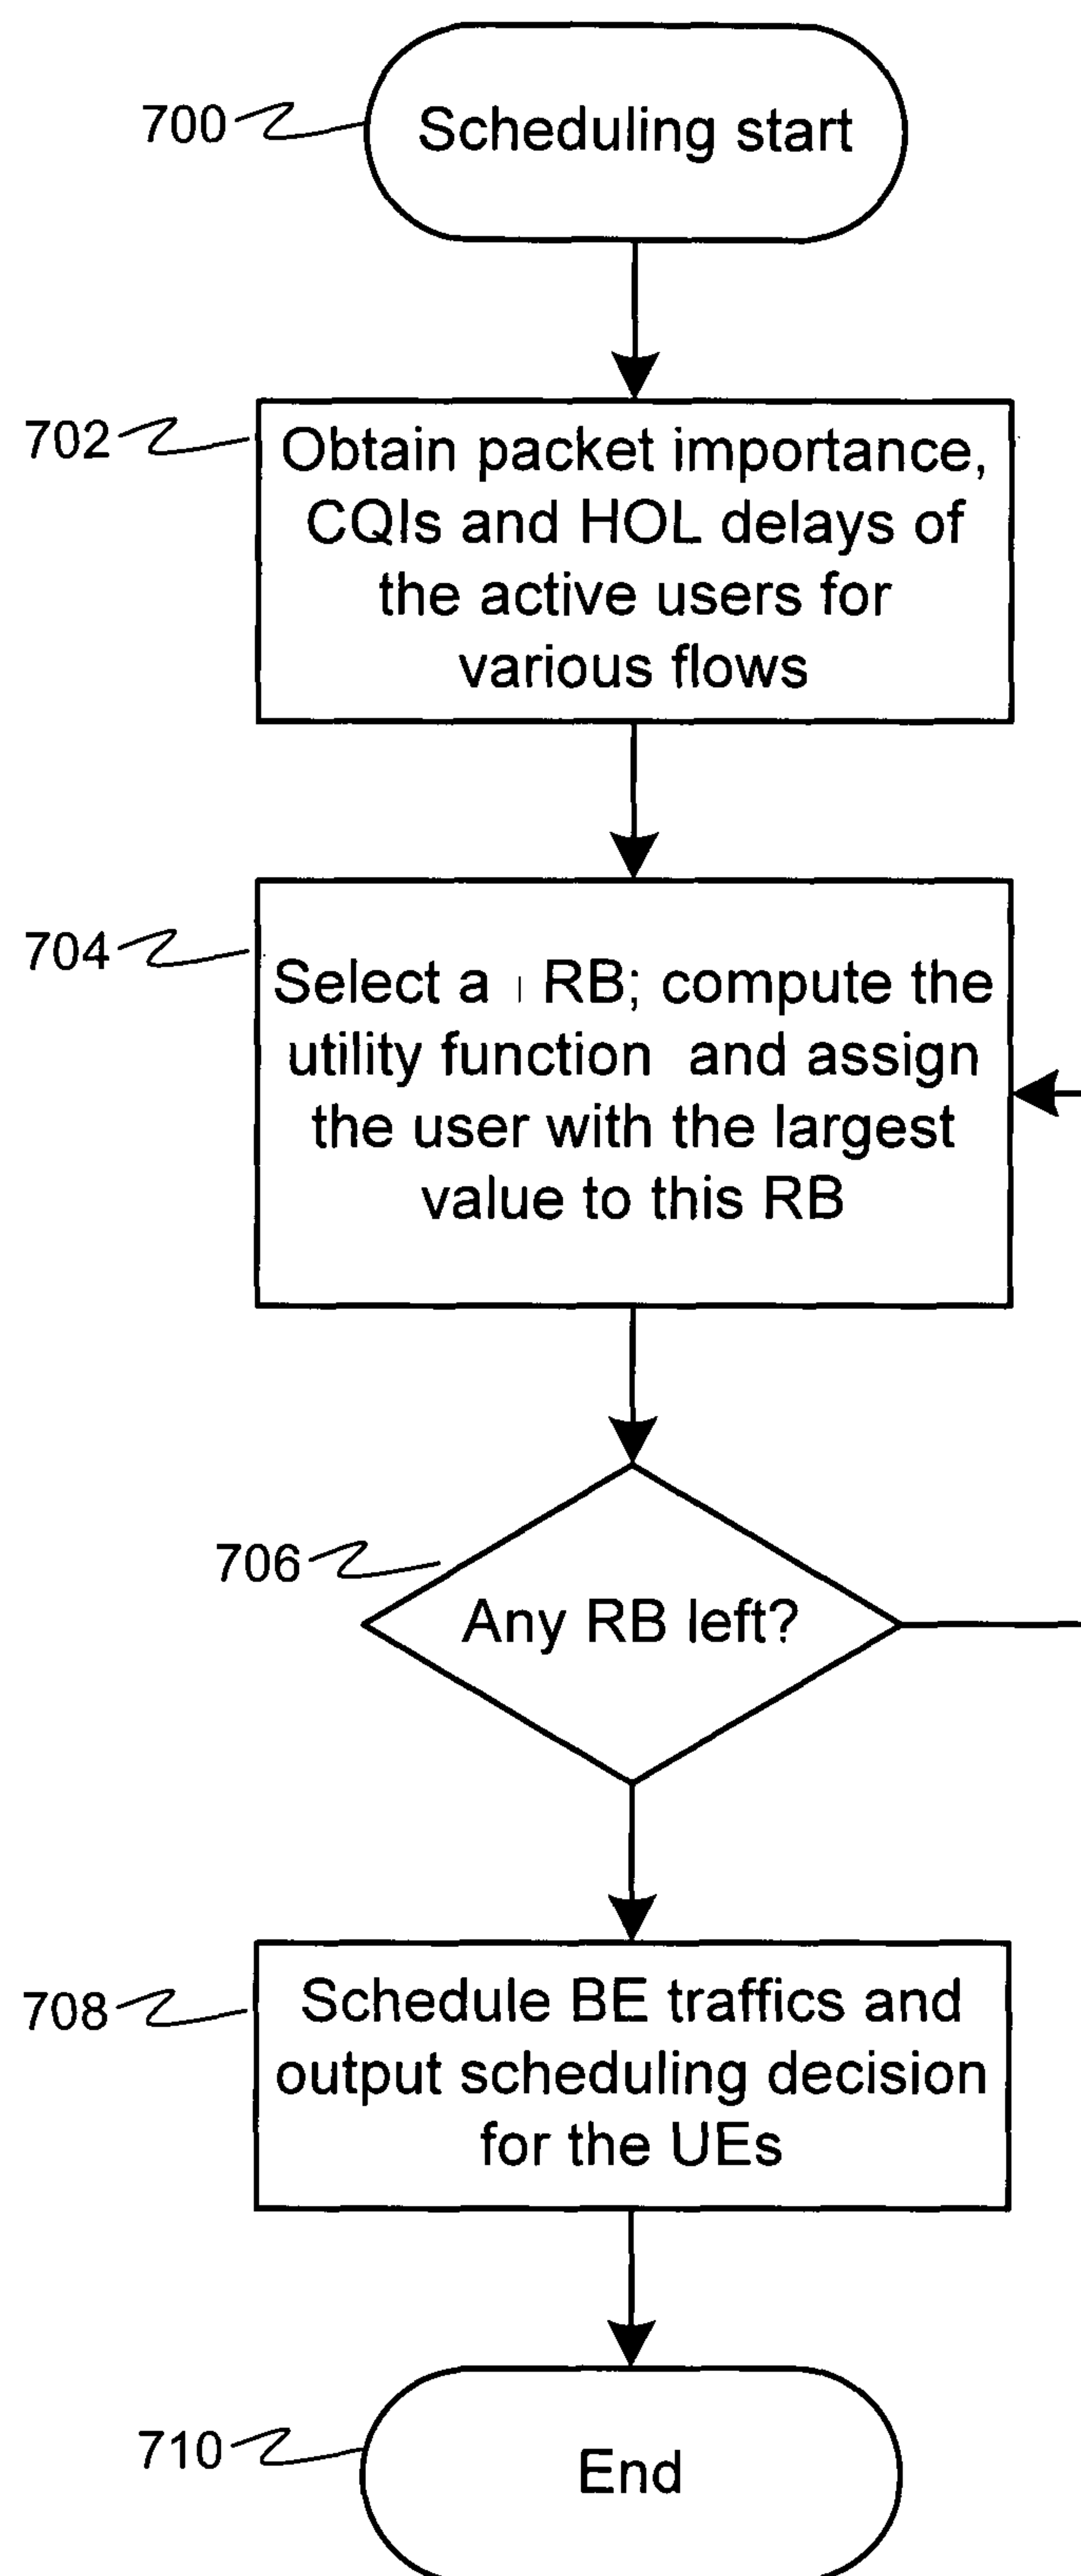 700
Scheduling start
702
Obtain packet importance,
CQIs and HOL delays of
the active users for
various flows
704
Select a RB; compute the
utility function and assign
the user with the largest
value to this RB
706
Any RB left?
708
Schedule BE traffics and
output scheduling decision
for the UEs
710
End